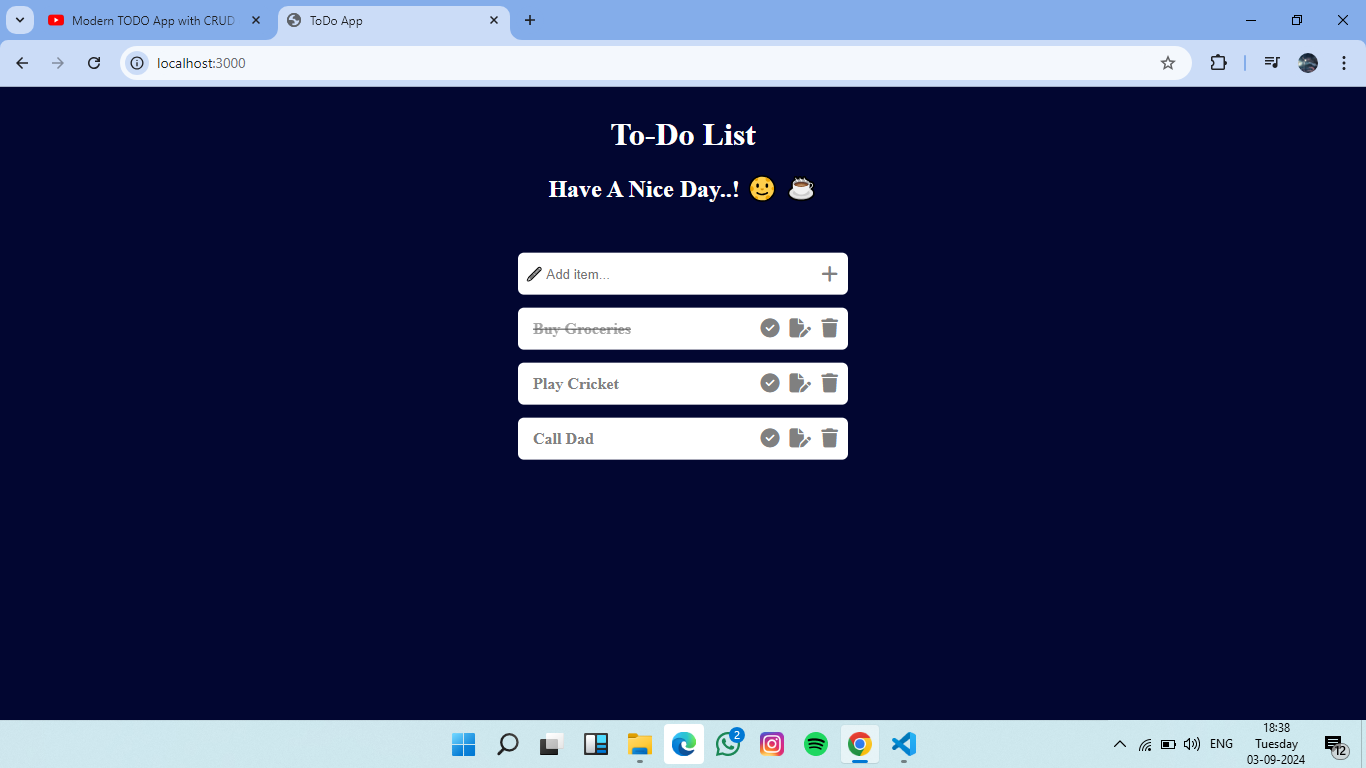 Modern TODO App with CRUD
ToDo App
localhost:3000
To-Do List
Have A Nice Day..! 🙂 ☕
Add item...
Buy Groceries
Play Cricket
Call Dad
2
ENG
18:38
Tuesday
03-09-2024
12